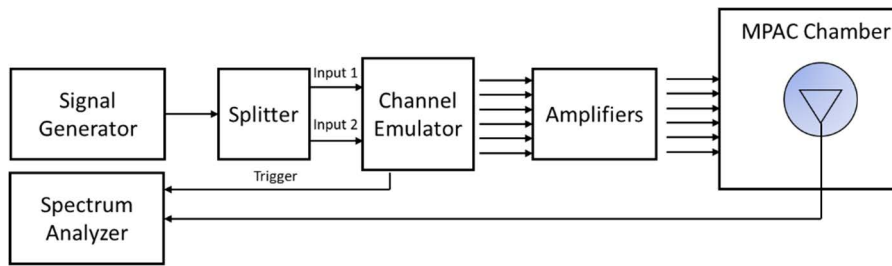 MPAC Chamber
Signal
Generator
Splitter
Input 1
Input 2
Channel
Emulator
Amplifiers
Trigger
Spectrum
Analyzer